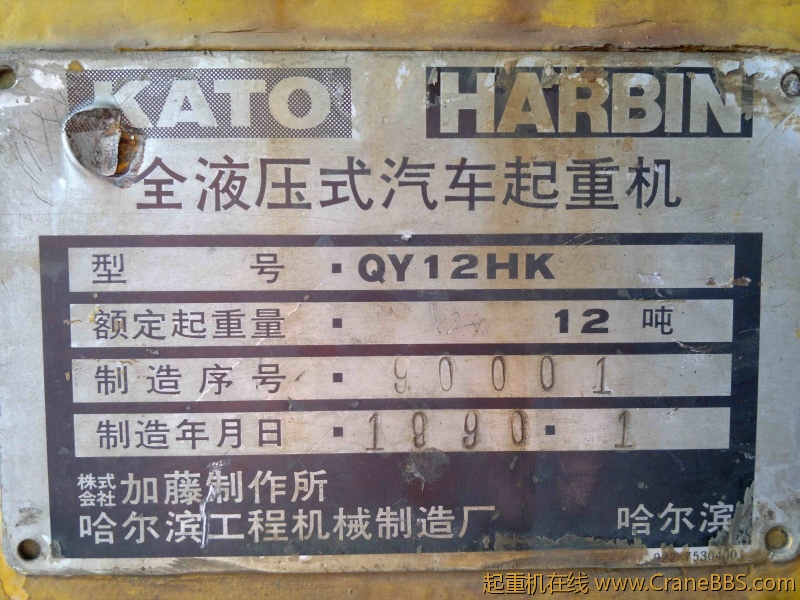 KATO HARBIN
全液压式汽车起重机
型 号 · QY12HK
额定起重量 · 12 吨
制造序号 · 90001
制造年月日 · 1990 · 1
株式会社 加藤制作所
哈尔滨工程机械制造厂 哈尔滨
起重机在线 www.CraneBBS.com